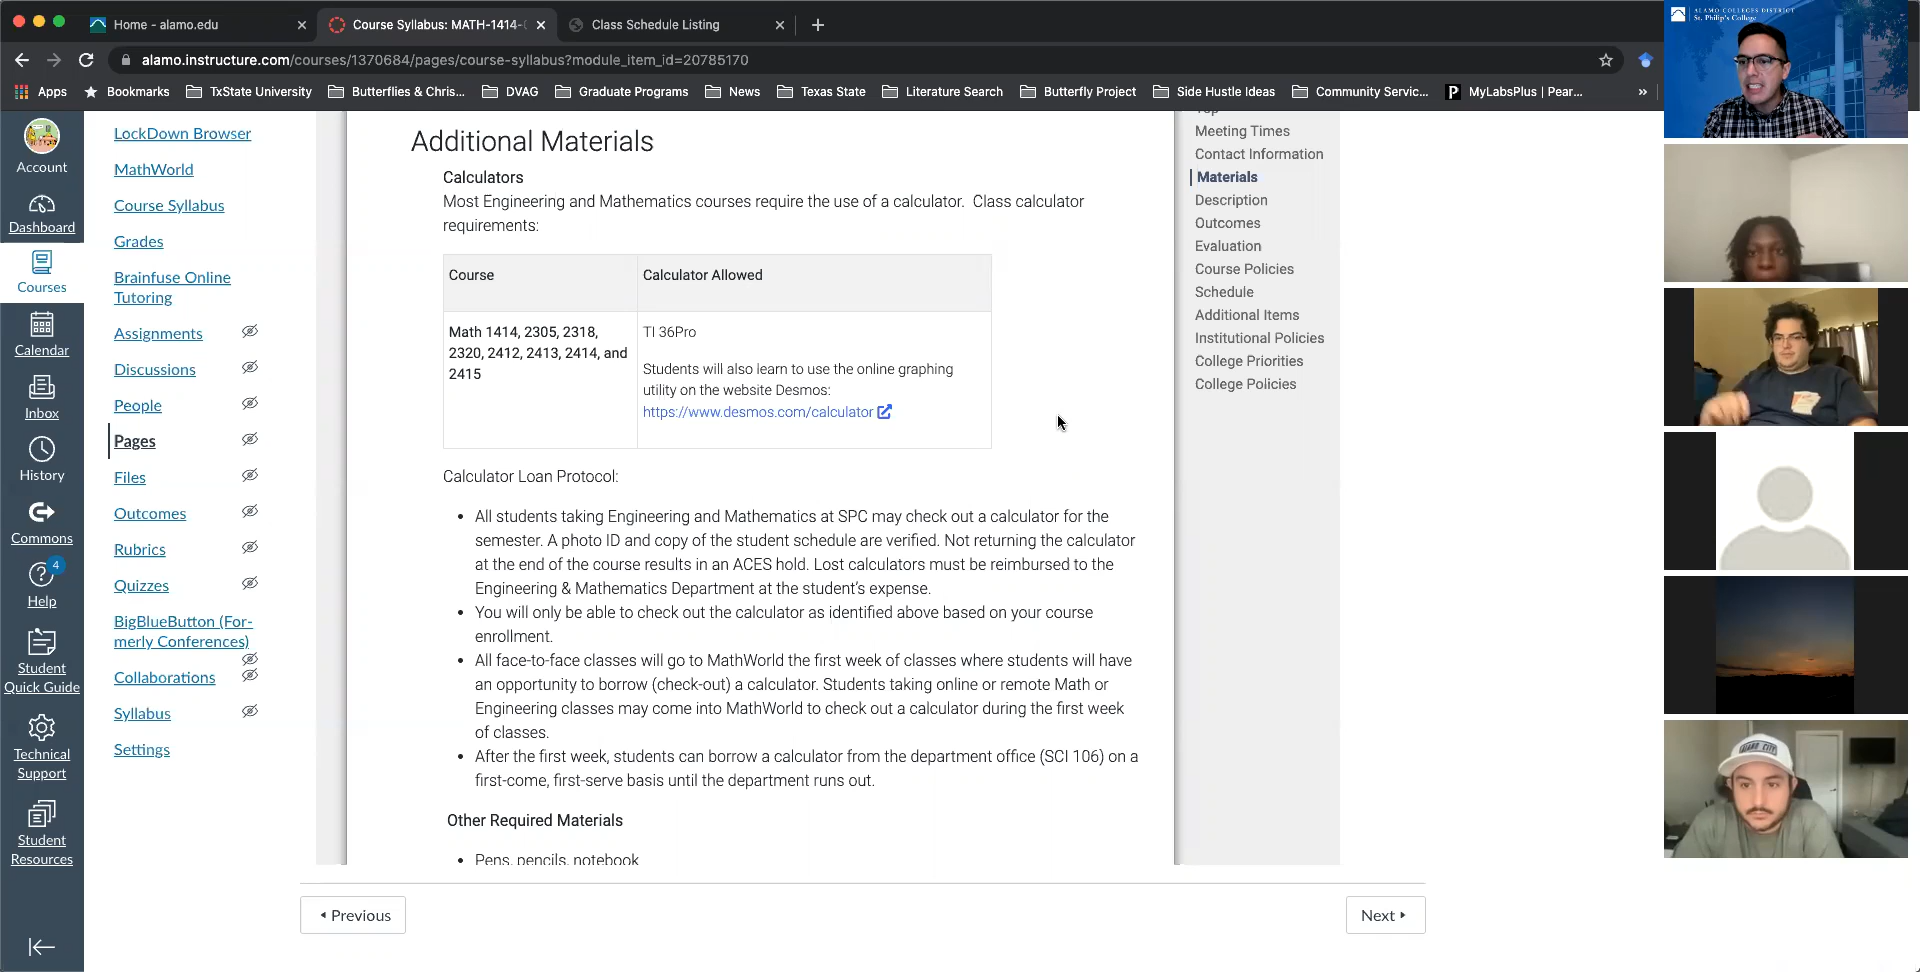 Home - alamo.edu
Course Syllabus: MATH-1414-
Class Schedule Listing
alamo.instructure.com/courses/1370684/pages/course-syllabus?module_item_id=20785170
Apps
Bookmarks
TxState University
Butterflies & Chris...
DVAG
Graduate Programs
News
Texas State
Literature Search
Butterfly Project
Side Hustle Ideas
Community Servic...
MyLabsPlus | Pear...
»
ALAMO COLLEGES DISTRICT
St. Philip's College
Account
Dashboard
Courses
Calendar
Inbox
History
Commons
4
Help
Student
Quick Guide
Technical
Support
Student
Resources
LockDown Browser
MathWorld
Course Syllabus
Grades
Brainfuse Online
Tutoring
Assignments
Discussions
People
Pages
Files
Outcomes
Rubrics
Quizzes
BigBlueButton (For-
merly Conferences)
Collaborations
Syllabus
Settings
Additional Materials
Calculators
Most Engineering and Mathematics courses require the use of a calculator. Class calculator
requirements:
Course
Calculator Allowed
Math 1414, 2305, 2318,
2320, 2412, 2413, 2414, and
2415
TI 36Pro
Students will also learn to use the online graphing
utility on the website Desmos:
https://www.desmos.com/calculator
Calculator Loan Protocol:
• All students taking Engineering and Mathematics at SPC may check out a calculator for the
semester. A photo ID and copy of the student schedule are verified. Not returning the calculator
at the end of the course results in an ACES hold. Lost calculators must be reimbursed to the
Engineering & Mathematics Department at the student's expense.
• You will only be able to check out the calculator as identified above based on your course
enrollment.
• All face-to-face classes will go to MathWorld the first week of classes where students will have
an opportunity to borrow (check-out) a calculator. Students taking online or remote Math or
Engineering classes may come into MathWorld to check out a calculator during the first week
of classes.
• After the first week, students can borrow a calculator from the department office (SCI 106) on a
first-come, first-serve basis until the department runs out.
Other Required Materials
• Pens, pencils, notebook
Top
Meeting Times
Contact Information
Materials
Description
Outcomes
Evaluation
Course Policies
Schedule
Additional Items
Institutional Policies
College Priorities
College Policies
Previous
Next